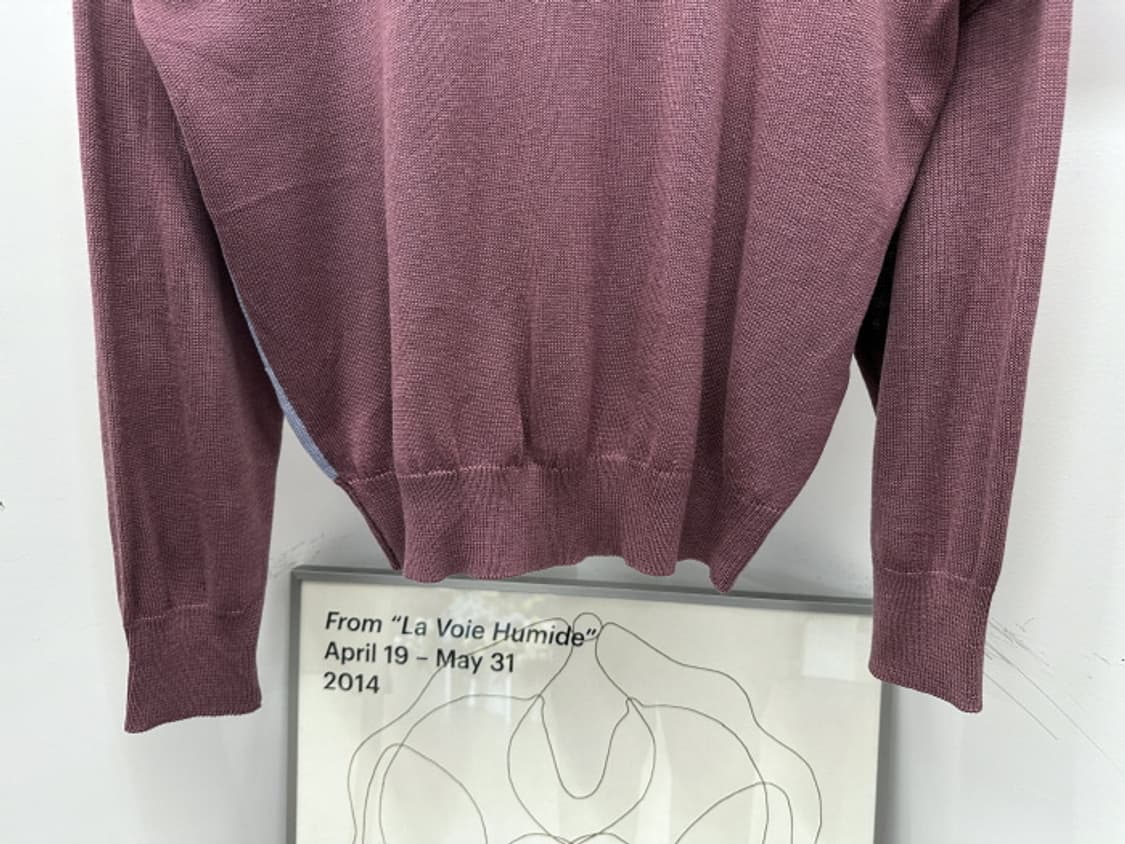 From “La Voie Humide”
April 19 – May 31
2014